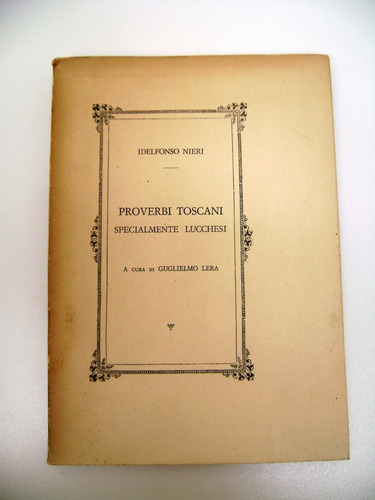 IDELFONSO NIERI
PROVERBI TOSCANI
SPECIALMENTE LUCCHESI
A CURA DI GUGLIELMO LERA